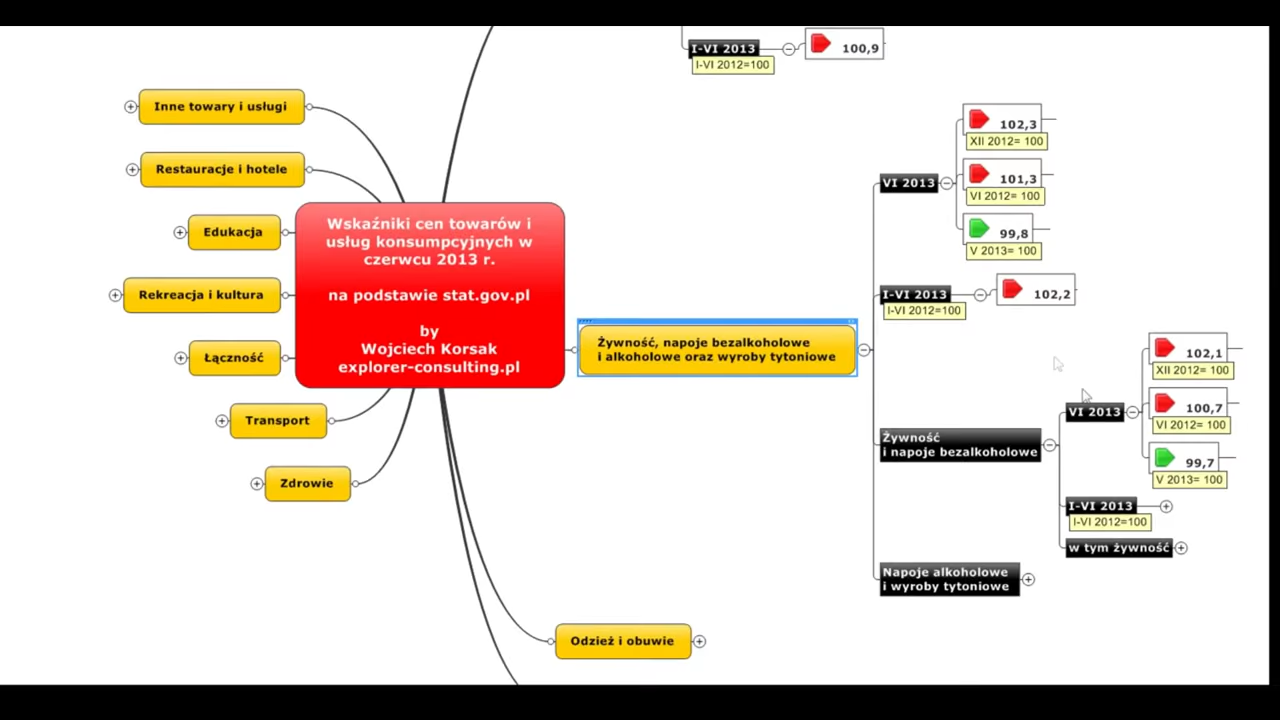 I-VI 2013
I-VI 2012=100
100,9
Inne towary i usługi
Restauracje i hotele
Edukacja
Rekreacja i kultura
Łączność
Transport
Zdrowie
Wskaźniki cen towarów i
usług konsumpcyjnych w
czerwcu 2013 r.
na podstawie stat.gov.pl
by
Wojciech Korsak
explorer-consulting.pl
Żywność, napoje bezalkoholowe
i alkoholowe oraz wyroby tytoniowe
VI 2013
102,3
XII 2012= 100
101,3
VI 2012= 100
99,8
V 2013= 100
I-VI 2013
I-VI 2012=100
102,2
Żywność
i napoje bezalkoholowe
VI 2013
102,1
XII 2012= 100
100,7
VI 2012= 100
99,7
V 2013= 100
I-VI 2013
I-VI 2012=100
w tym żywność
Napoje alkoholowe
i wyroby tytoniowe
Odzież i obuwie